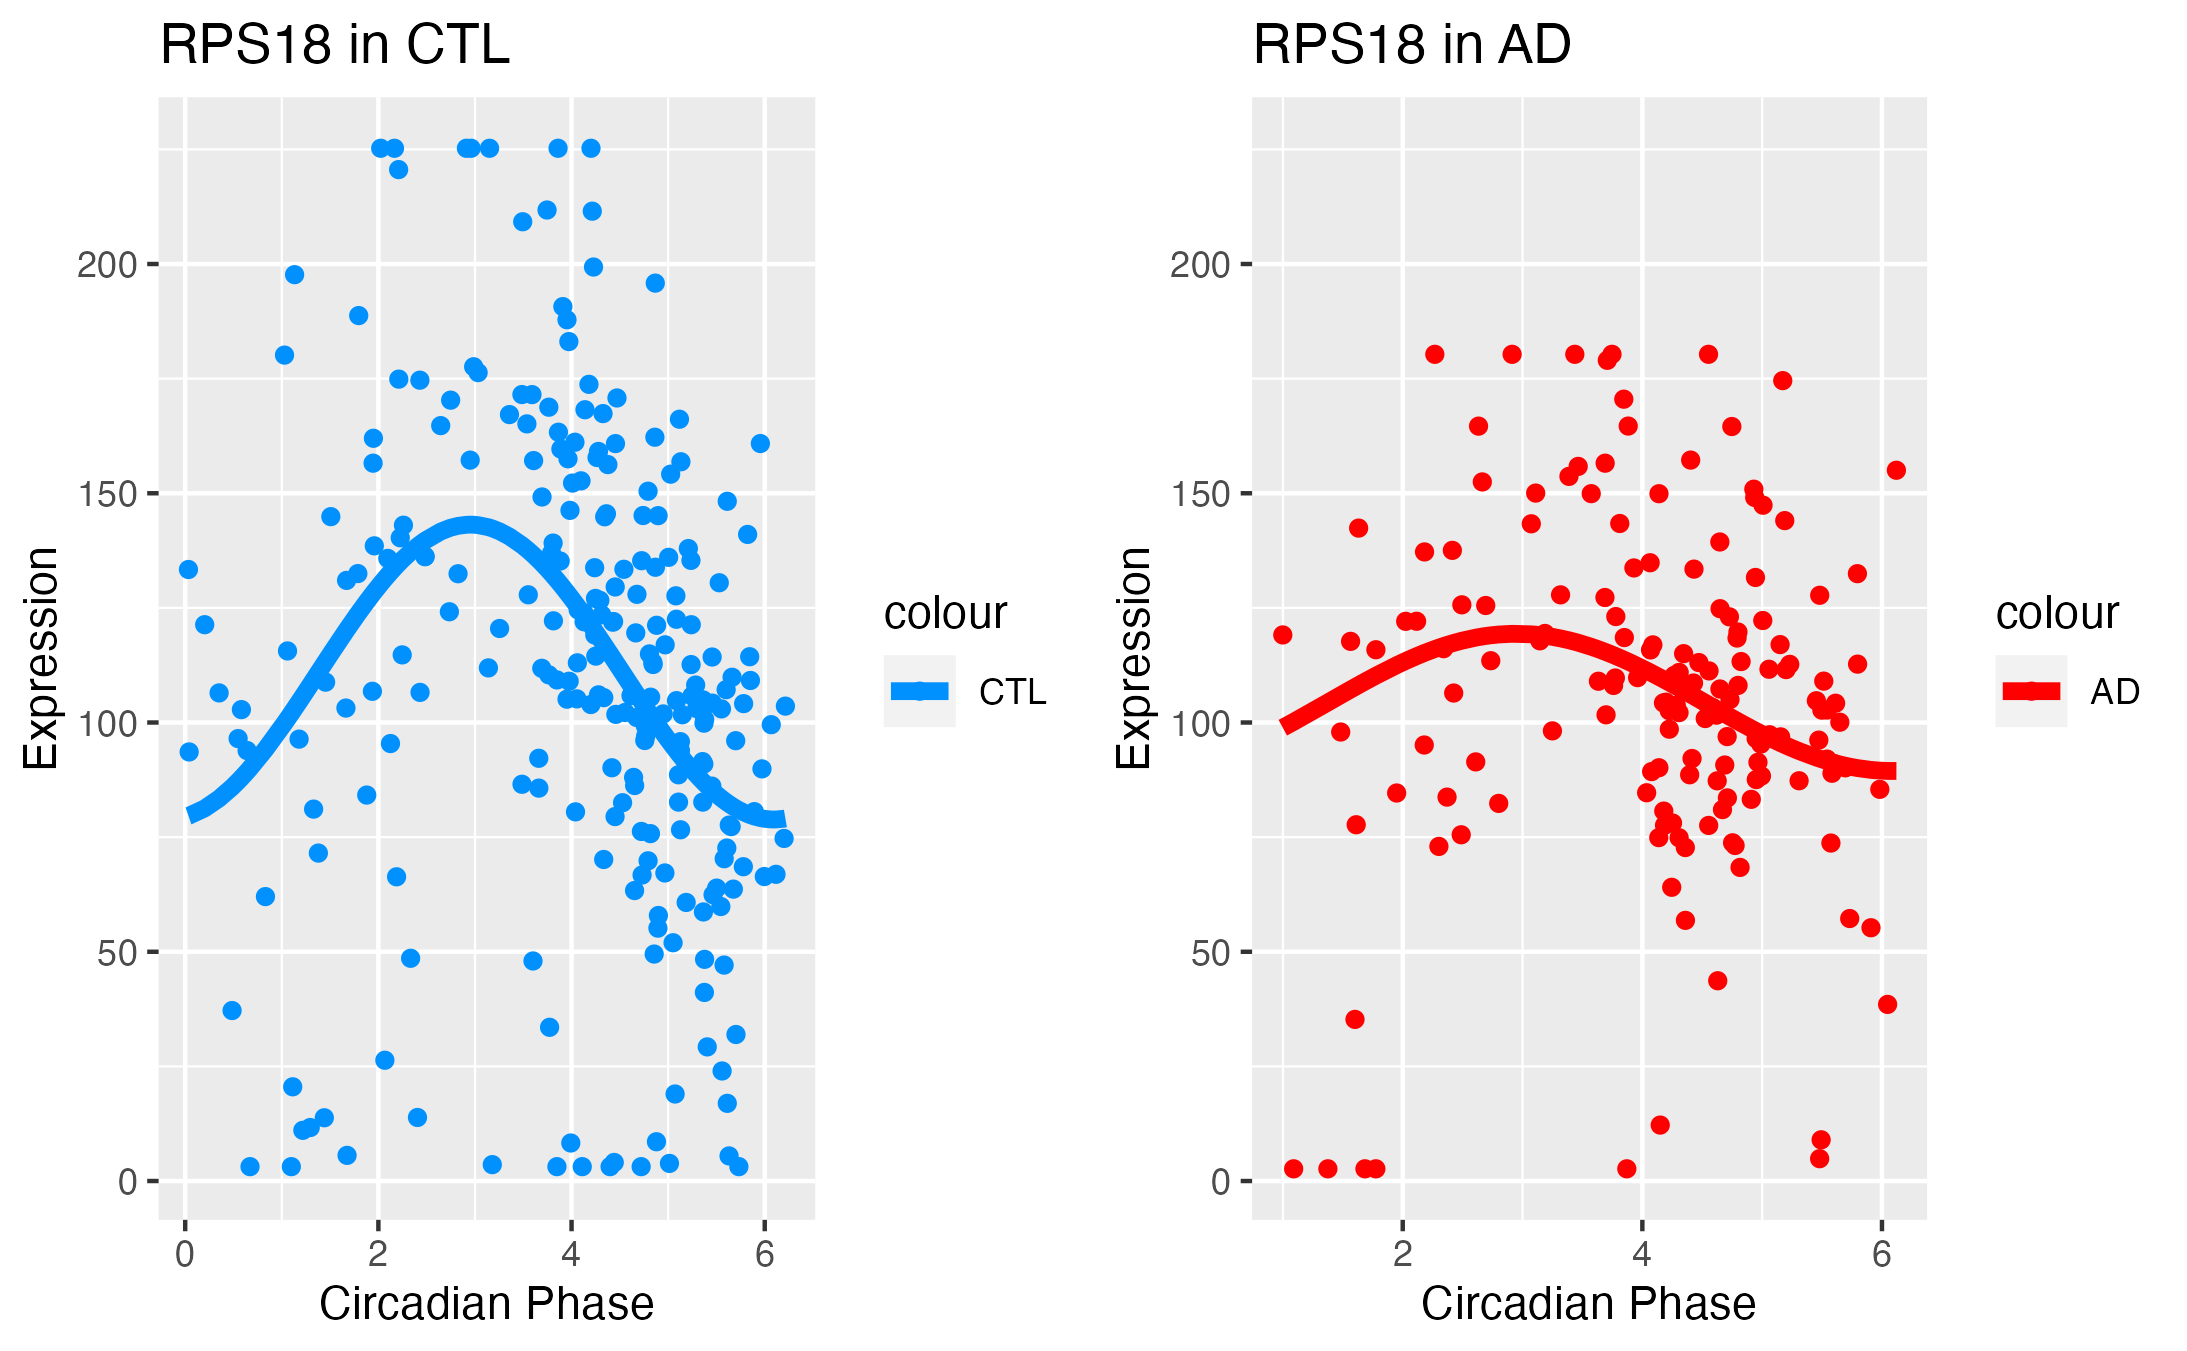 RPS18 in CTL
200
150
100
50
0
Expression
0 2 4 6
Circadian Phase
colour
CTL
RPS18 in AD
200
150
100
50
0
Expression
2 4 6
Circadian Phase
colour
AD